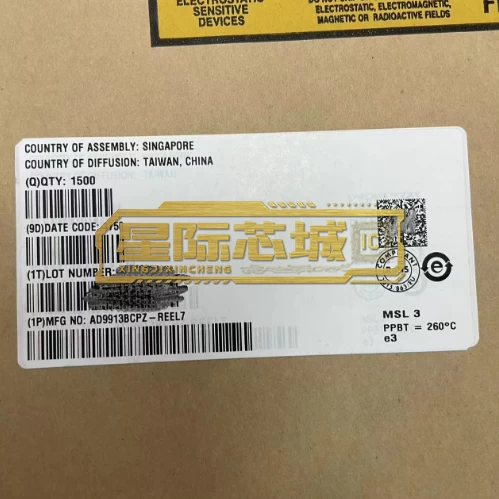 ELECTROSTATIC
SENSITIVE
DEVICES
ELECTROSTATIC, ELECTROMAGNETIC,
MAGNETIC OR RADIOACTIVE FIELDS
COUNTRY OF ASSEMBLY: SINGAPORE
COUNTRY OF DIFFUSION: TAIWAN, CHINA
(Q)QTY: 1500
(9D)DATE CODE:
星际芯城
IC
XINGJIXINCHENG
(1T)LOT NUMBER:
COMPLIANT
e
(1P)MFG NO: AD9913BCPZ-REEL7
MSL 3
PPBT = 260°C
e3